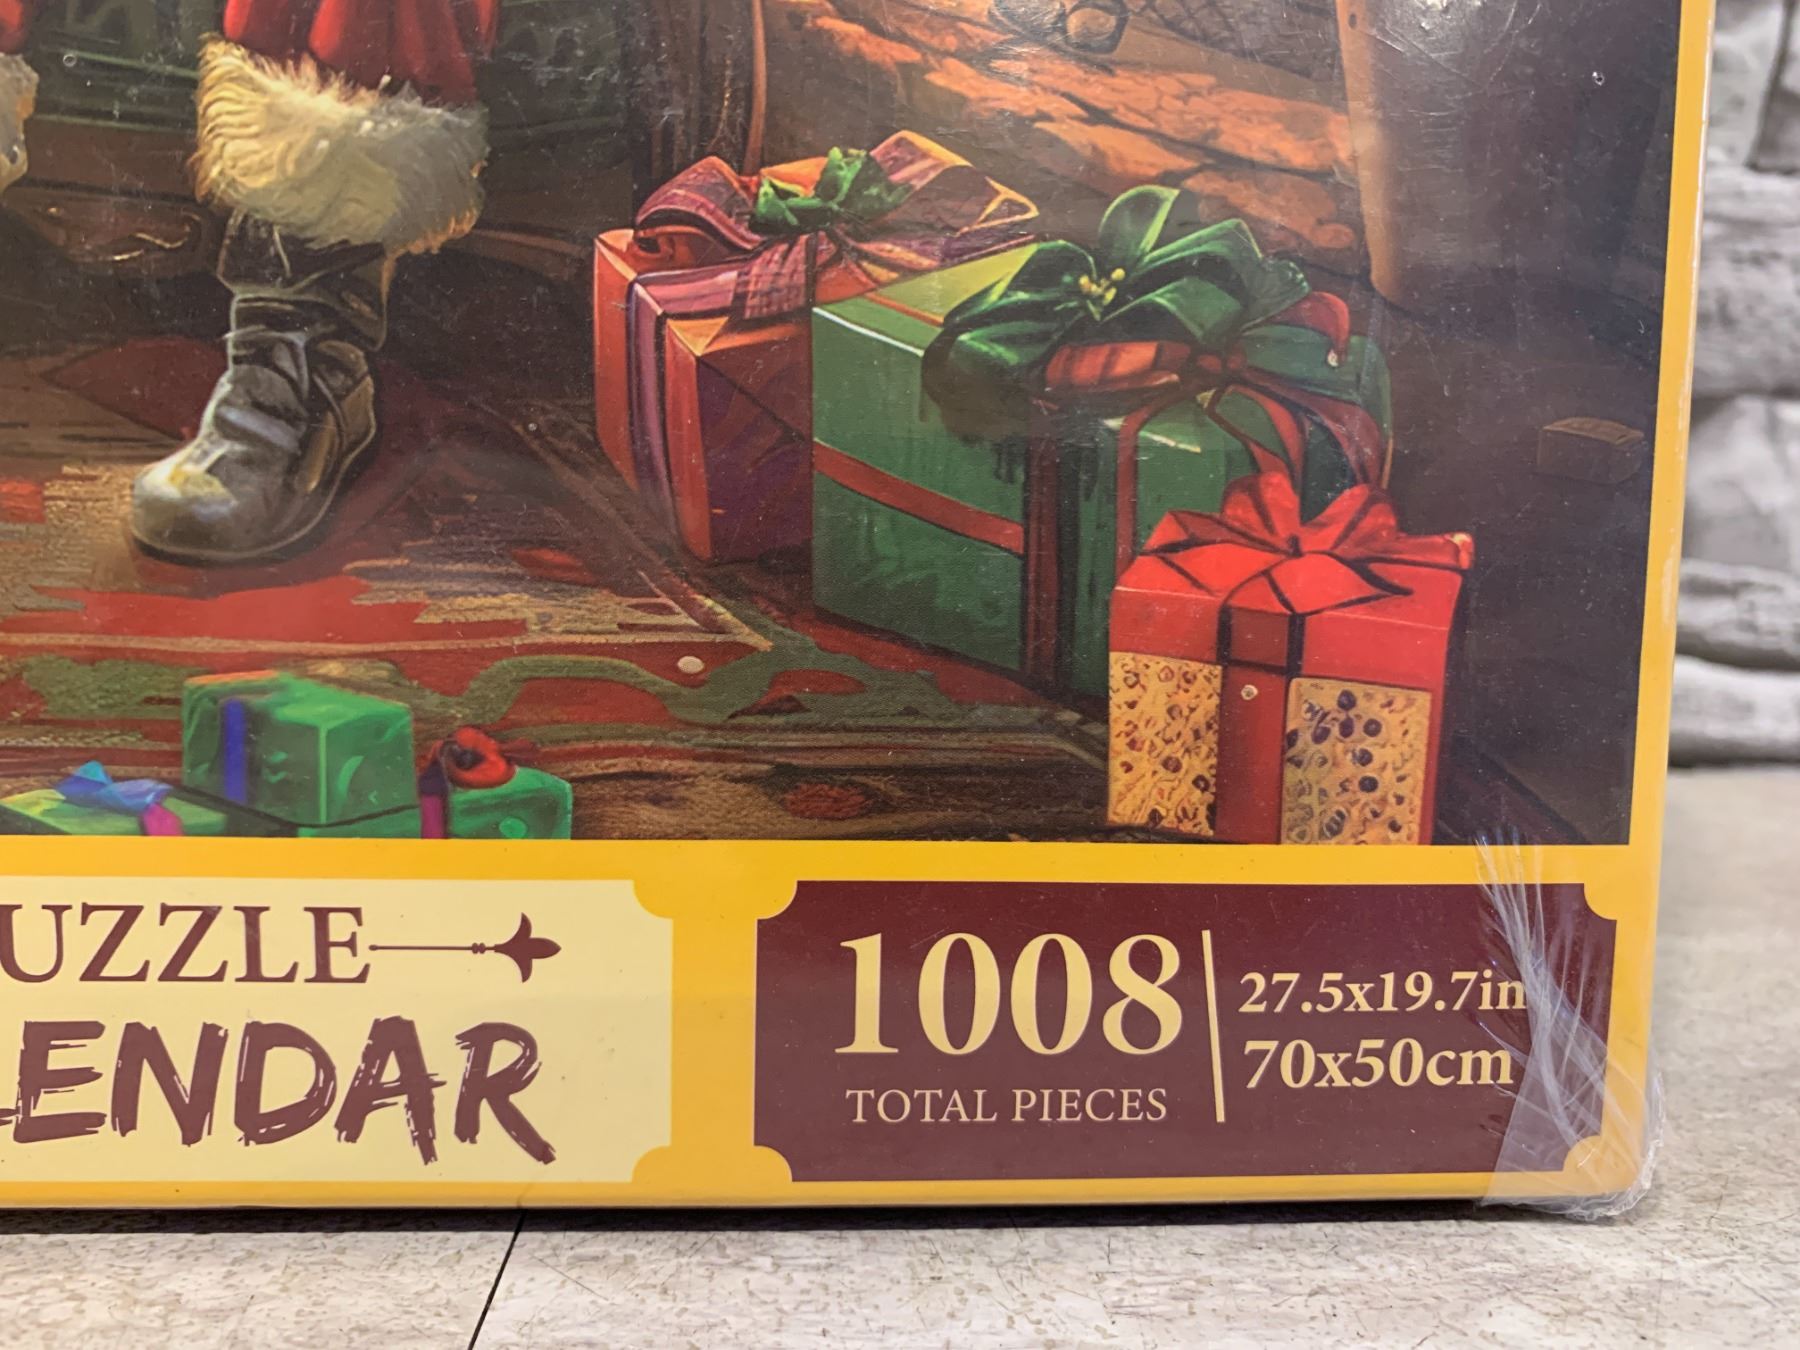 UZZLE
ENDAR
1008
TOTAL PIECES
27.5x19.7in
70x50cm